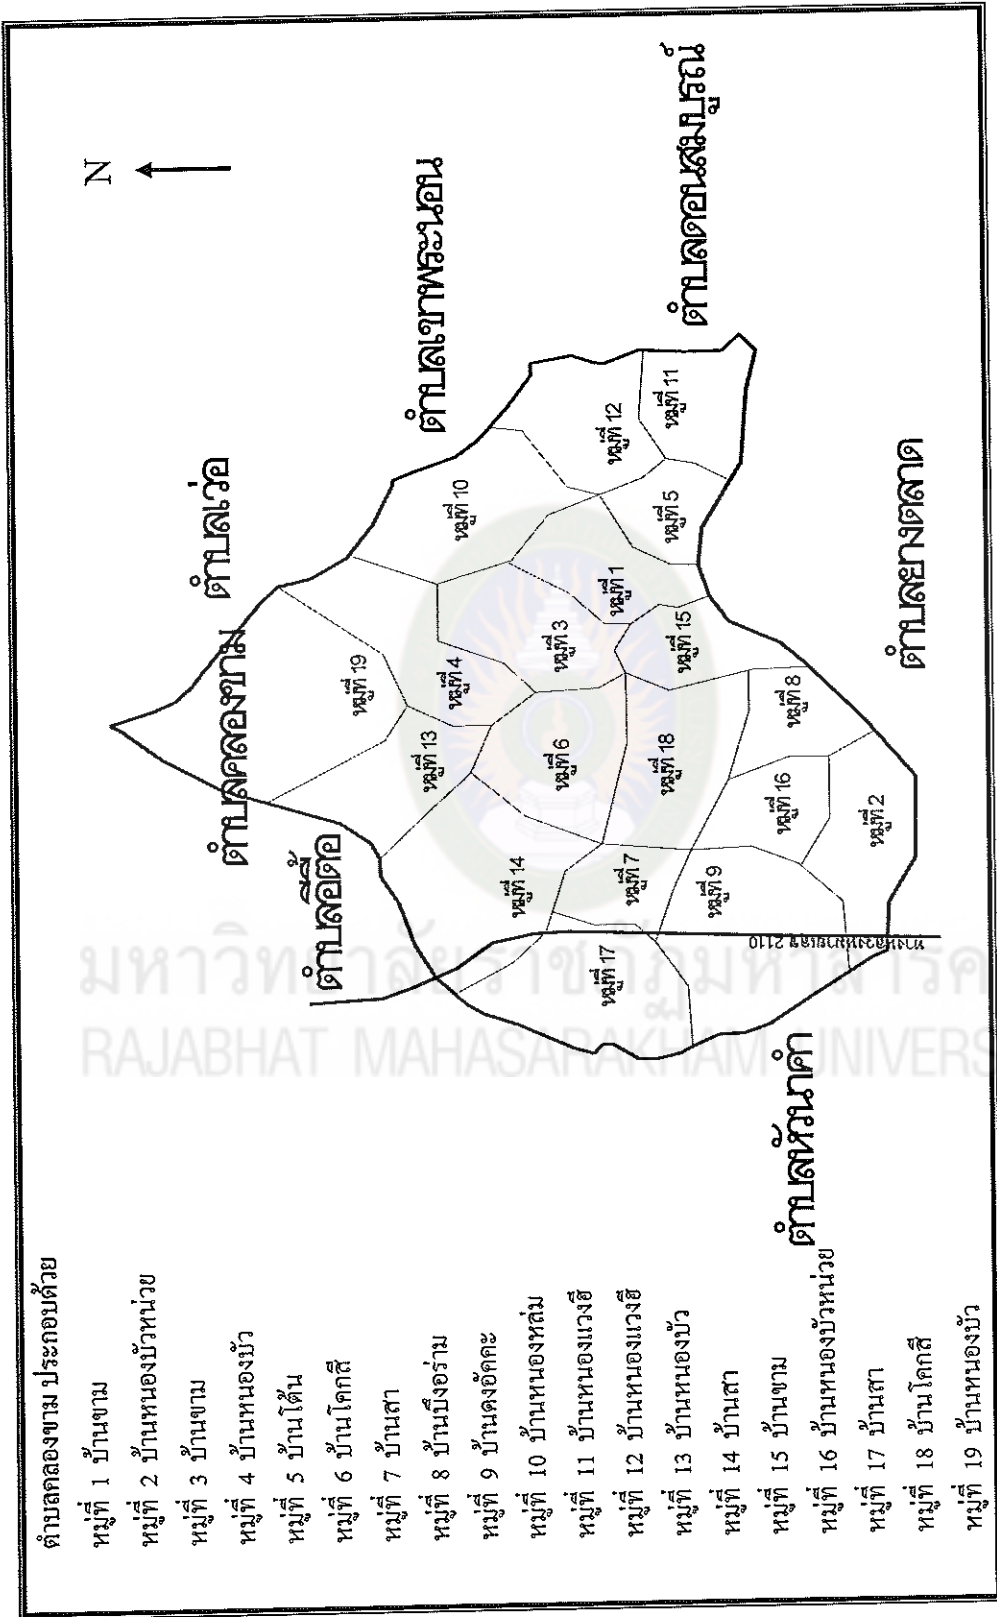 ตำบลคลองขาม ประกอบด้วย
หมู่ที่ 1 บ้านขาม
หมู่ที่ 2 บ้านหนองบัวหน่วย
หมู่ที่ 3 บ้านขาม
หมู่ที่ 4 บ้านหนองบัว
หมู่ที่ 5 บ้านโต้น
หมู่ที่ 6 บ้านโคกสี
หมู่ที่ 7 บ้านสา
หมู่ที่ 8 บ้านบึงอร่าม
หมู่ที่ 9 บ้านดงอัคคะ
หมู่ที่ 10 บ้านหนองหล่ม
หมู่ที่ 11 บ้านหนองแวงฮี
หมู่ที่ 12 บ้านหนองแวงฮี
หมู่ที่ 13 บ้านหนองบัว
หมู่ที่ 14 บ้านสา
หมู่ที่ 15 บ้านขาม
หมู่ที่ 16 บ้านหนองบัวหน่วย
หมู่ที่ 17 บ้านสา
หมู่ที่ 18 บ้านโคกสี
หมู่ที่ 19 บ้านหนองบัว
N
ตำบลคลองขาม
ตำบลเว่อ
ตำบลอิตื้อ
ตำบลเขาพระนอน
ตำบลดอนสมบูรณ์
ตำบลยางตลาด
ตำบลหัวนาคำ
หมู่ที่ 19
หมู่ที่ 13
หมู่ที่ 4
หมู่ที่ 10
หมู่ที่ 14
หมู่ที่ 6
หมู่ที่ 3
หมู่ที่ 1
หมู่ที่ 12
หมู่ที่ 17
หมู่ที่ 7
หมู่ที่ 18
หมู่ที่ 15
หมู่ที่ 5
หมู่ที่ 11
หมู่ที่ 9
หมู่ที่ 16
หมู่ที่ 8
หมู่ที่ 2
ทางหลวงหมายเลข 2110
มหาวิทยาลัยราชภัฏมหาสารค
RAJABHAT MAHASARAKHAM UNIVERS